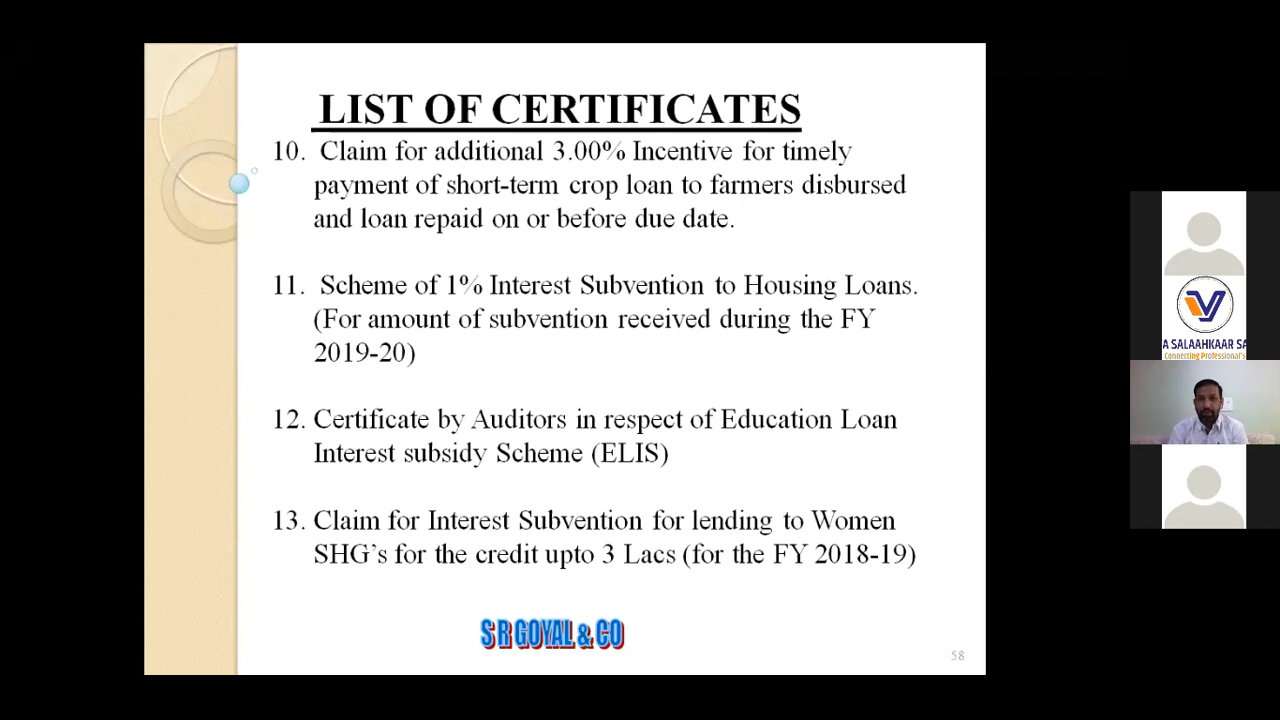 LIST OF CERTIFICATES
10. Claim for additional 3.00% Incentive for timely
payment of short-term crop loan to farmers disbursed
and loan repaid on or before due date.
11. Scheme of 1% Interest Subvention to Housing Loans.
(For amount of subvention received during the FY
2019-20)
12. Certificate by Auditors in respect of Education Loan
Interest subsidy Scheme (ELIS)
13. Claim for Interest Subvention for lending to Women
SHG’s for the credit upto 3 Lacs (for the FY 2018-19)
S R GOYAL & CO
58
A SALAAHKAAR SA
Connecting Professional's